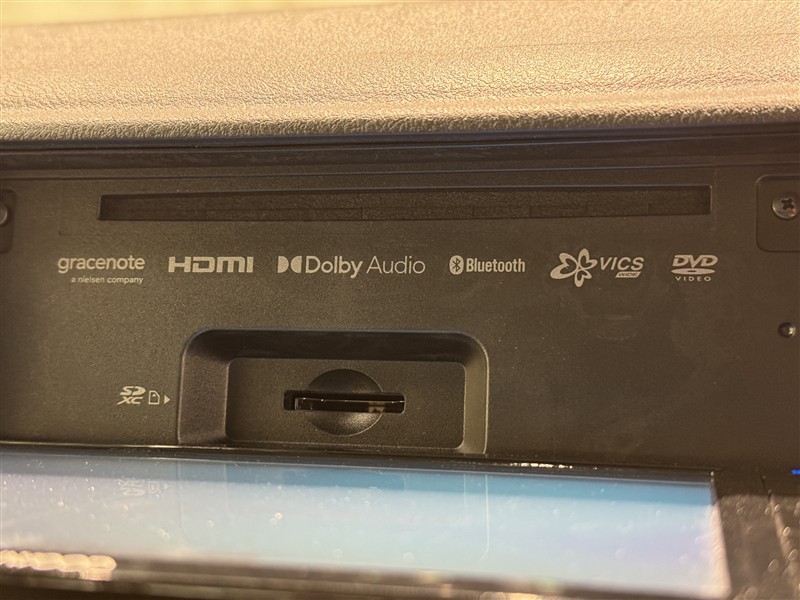 gracenote
a nielsen company
HDMI
Dolby Audio
Bluetooth
VICS
WIDE
DVD
VIDEO
SD
XC